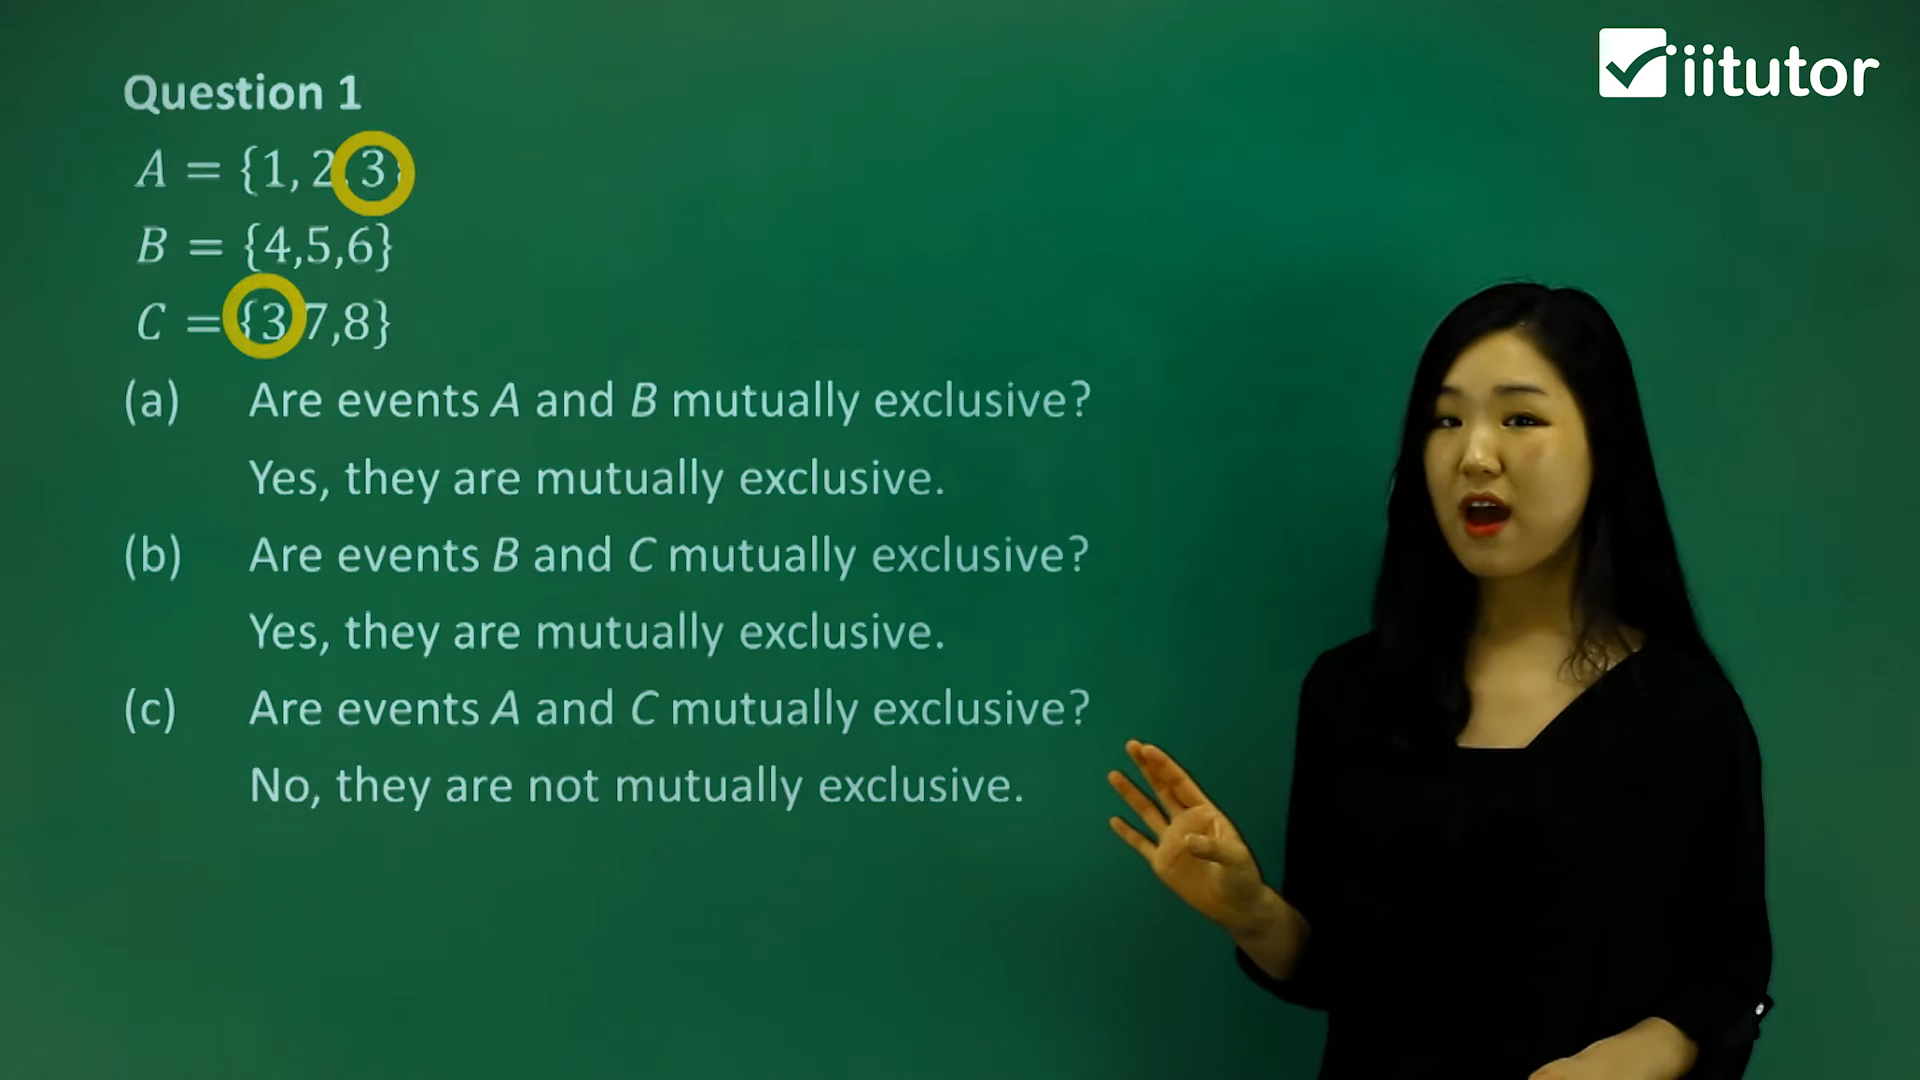 iitutor
Question 1
A = {1, 2, 3}
B = {4,5,6}
C = {3,7,8}
(a) Are events A and B mutually exclusive?
Yes, they are mutually exclusive.
(b) Are events B and C mutually exclusive?
Yes, they are mutually exclusive.
(c) Are events A and C mutually exclusive?
No, they are not mutually exclusive.